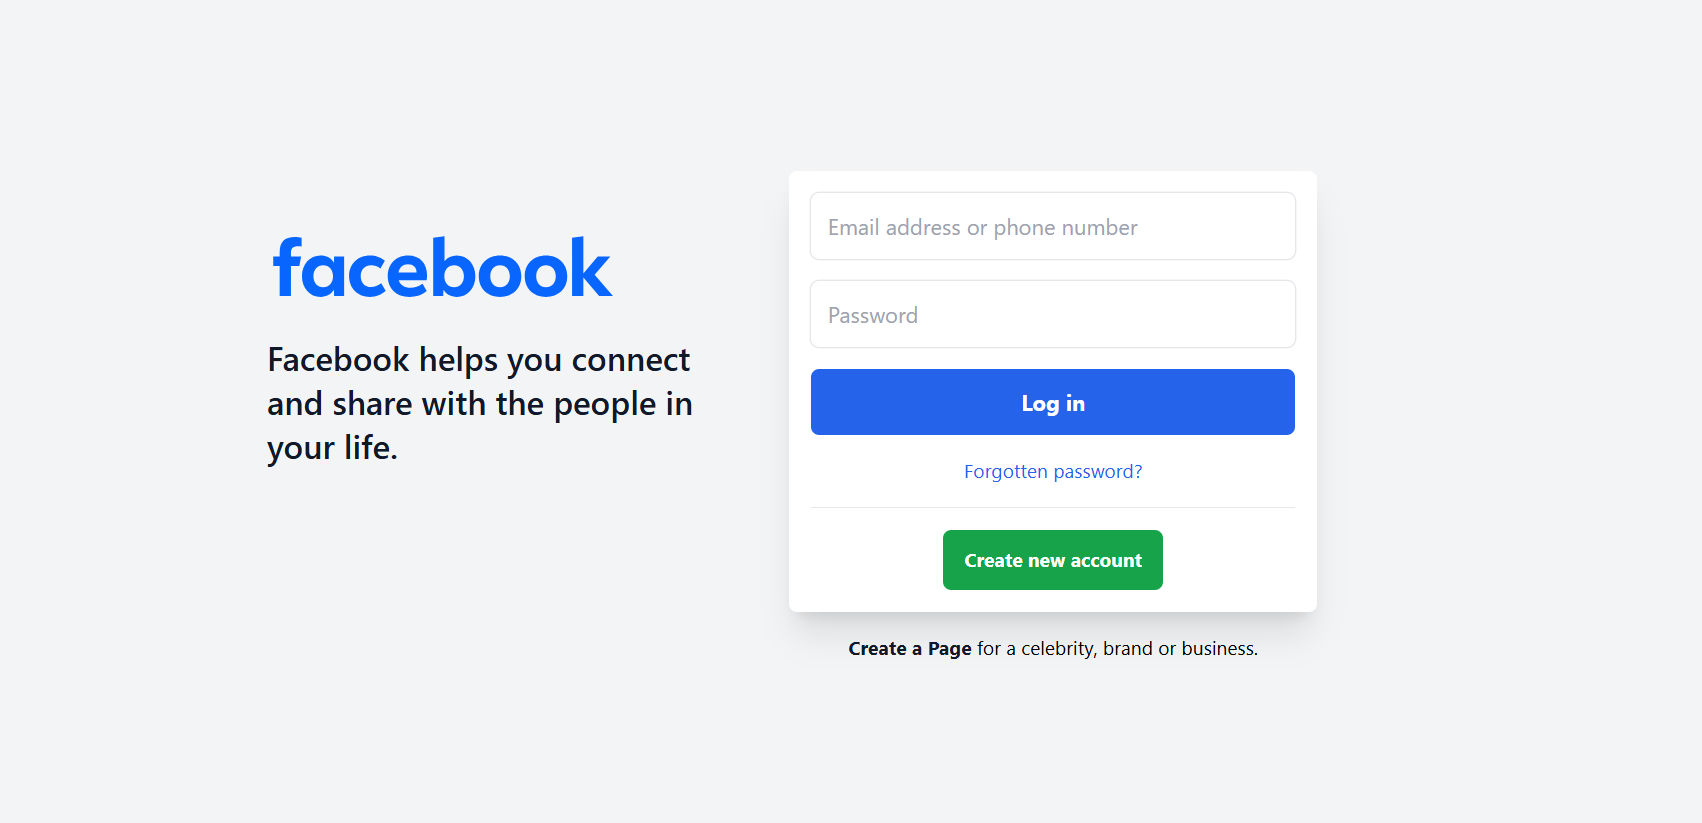 facebook
Facebook helps you connect
and share with the people in
your life.
Email address or phone number
Password
Log in
Forgotten password?
Create new account
Create a Page for a celebrity, brand or business.